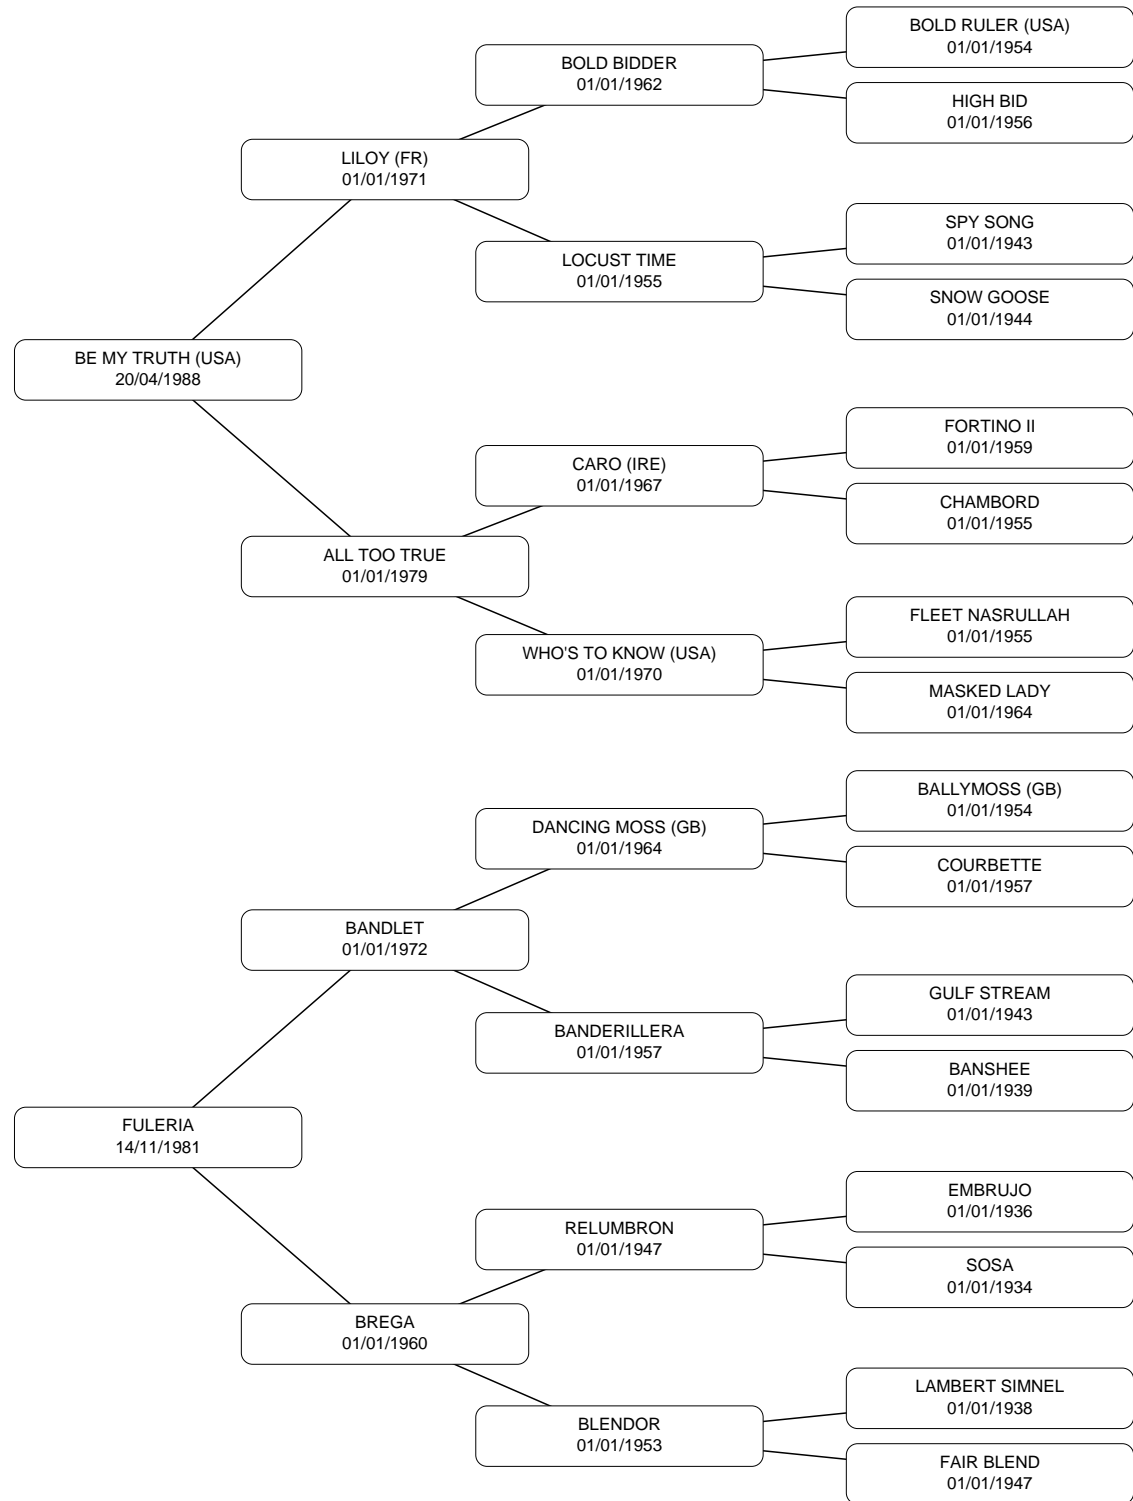 BOLD RULER (USA)
01/01/1954
BOLD BIDDER
01/01/1962
HIGH BID
01/01/1956
LILOY (FR)
01/01/1971
SPY SONG
01/01/1943
LOCUST TIME
01/01/1955
SNOW GOOSE
01/01/1944
BE MY TRUTH (USA)
20/04/1988
FORTINO II
01/01/1959
CARO (IRE)
01/01/1967
CHAMBORD
01/01/1955
ALL TOO TRUE
01/01/1979
FLEET NASRULLAH
01/01/1955
WHO'S TO KNOW (USA)
01/01/1970
MASKED LADY
01/01/1964
BALLYMOSS (GB)
01/01/1954
DANCING MOSS (GB)
01/01/1964
COURBETTE
01/01/1957
BANDLET
01/01/1972
GULF STREAM
01/01/1943
BANDERILLERA
01/01/1957
BANSHEE
01/01/1939
FULERIA
14/11/1981
EMBRUJO
01/01/1936
RELUMBRON
01/01/1947
SOSA
01/01/1934
BREGA
01/01/1960
LAMBERT SIMNEL
01/01/1938
BLENDOR
01/01/1953
FAIR BLEND
01/01/1947